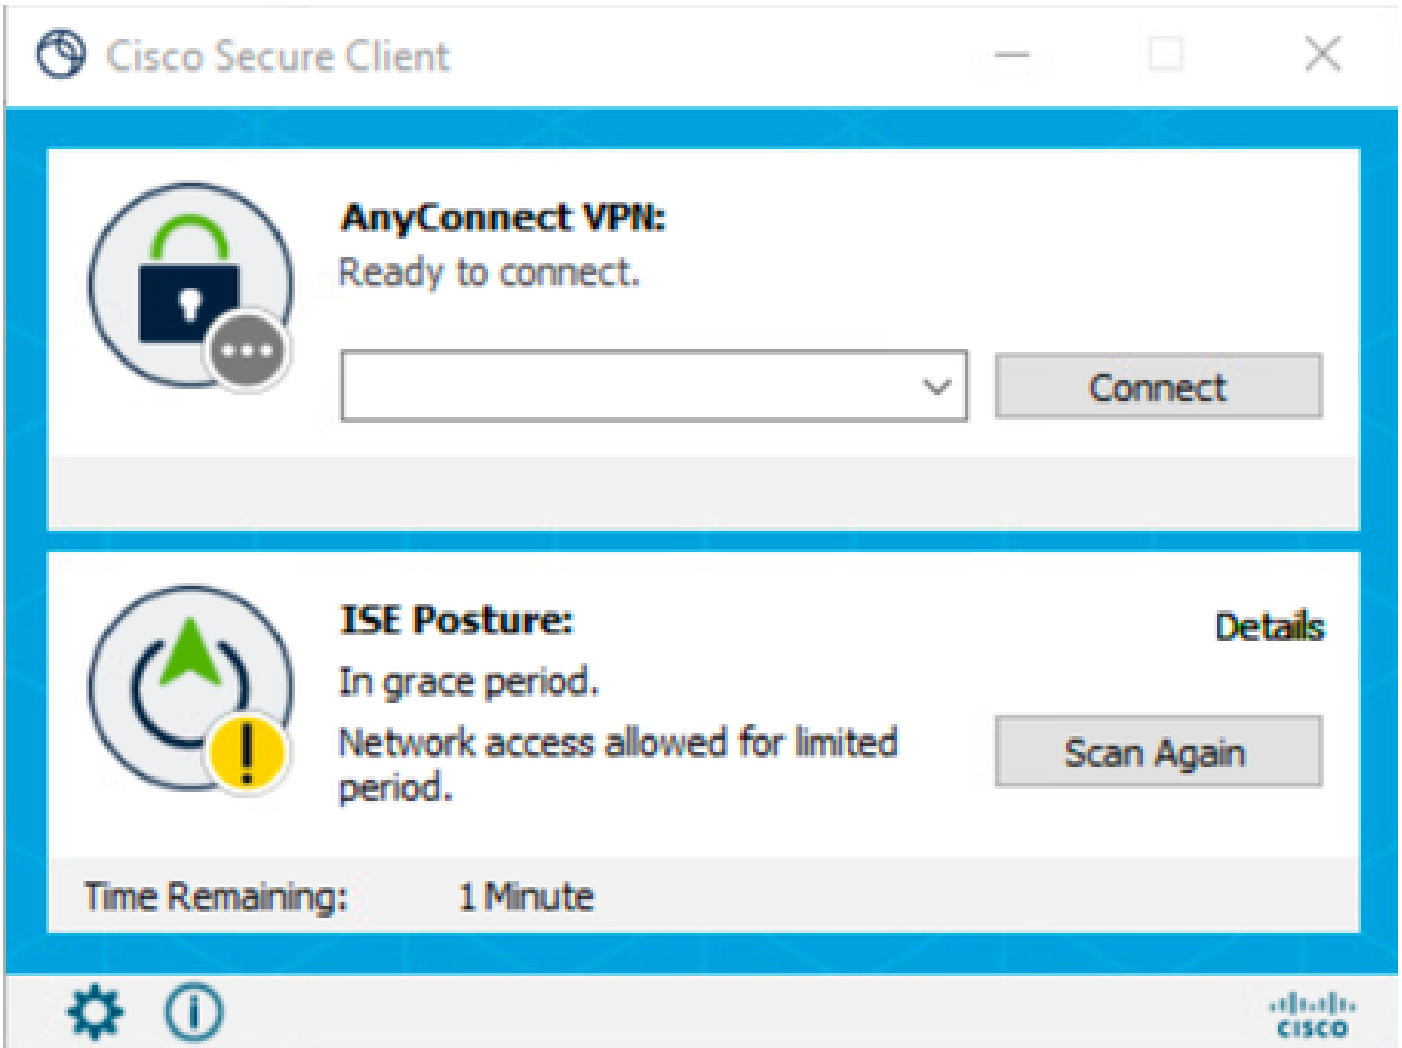 Cisco Secure Client
AnyConnect VPN:
Ready to connect.
Connect
ISE Posture:
Details
In grace period.
Network access allowed for limited
period.
Scan Again
Time Remaining: 1 Minute
CISCO